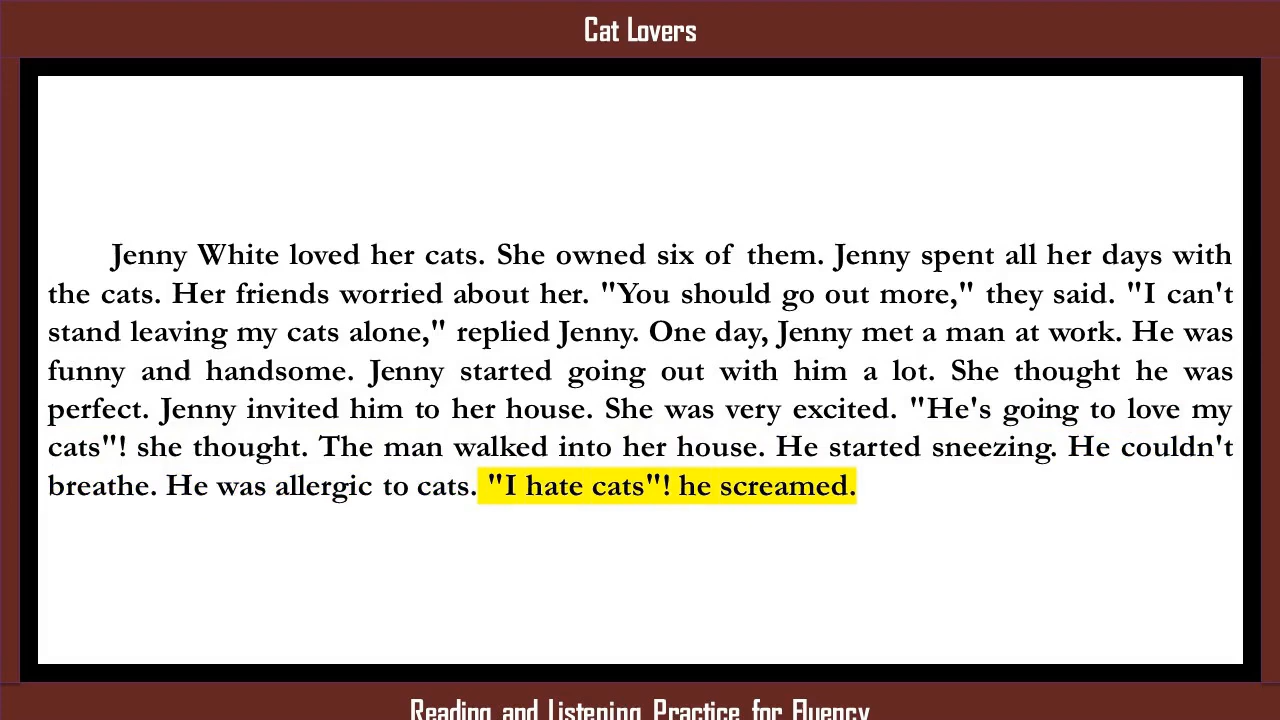 Cat Lovers
Jenny White loved her cats. She owned six of them. Jenny spent all her days with
the cats. Her friends worried about her. "You should go out more," they said. "I can't
stand leaving my cats alone," replied Jenny. One day, Jenny met a man at work. He was
funny and handsome. Jenny started going out with him a lot. She thought he was
perfect. Jenny invited him to her house. She was very excited. "He's going to love my
cats"! she thought. The man walked into her house. He started sneezing. He couldn't
breathe. He was allergic to cats. "I hate cats"! he screamed.
Reading and Listening Practice for Fluency